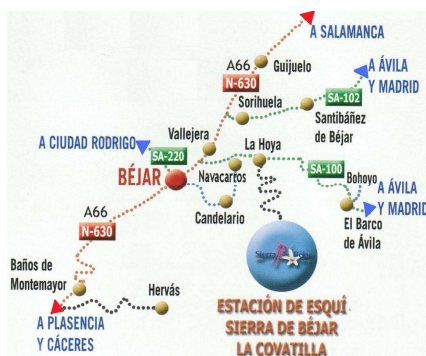 A SALAMANCA
A66
N-630
Guijuelo
A ÁVILA
Y MADRID
Sorihuela
SA-102
Santibáñez
de Béjar
A CIUDAD RODRIGO
Vallejera
SA-220
La Hoya
BÉJAR
Navacarros
SA-100
Bohoyo
A ÁVILA
Y MADRID
Candelario
El Barco
de Ávila
A66
N-630
Sierra Béjar
Baños de
Montemayor
Hervás
A PLASENCIA
Y CÁCERES
ESTACIÓN DE ESQUÍ
SIERRA DE BÉJAR
LA COVATILLA